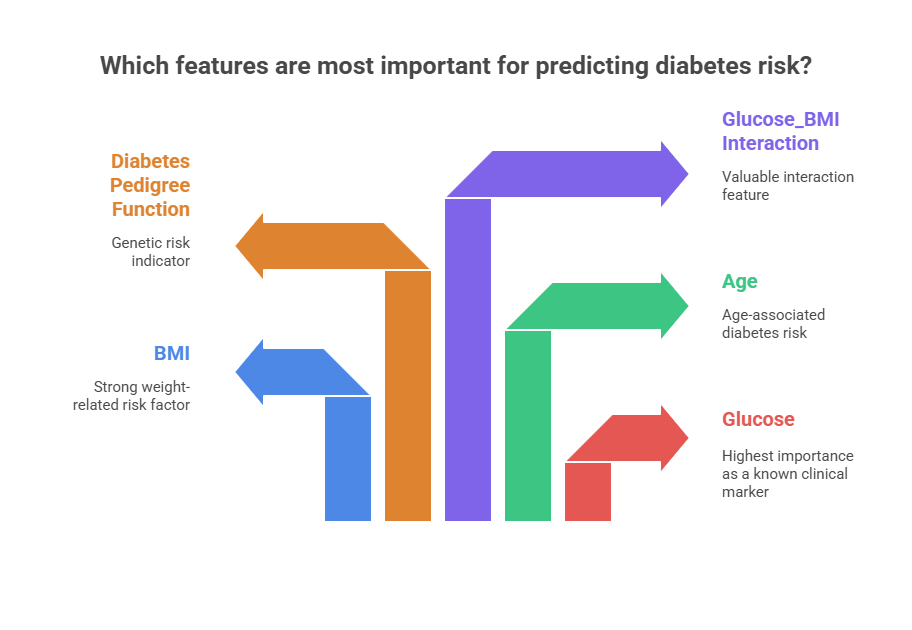 Which features are most important for predicting diabetes risk?
Glucose_BMI
Interaction
Valuable interaction
feature
Diabetes
Pedigree
Function
Genetic risk
indicator
Age
Age-associated
diabetes risk
BMI
Strong weight-
related risk factor
Glucose
Highest importance
as a known clinical
marker